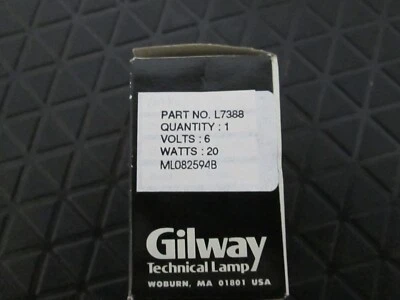 PART NO. L7388
QUANTITY : 1
VOLTS : 6
WATTS : 20
ML082594B
Gilway
Technical Lamp
WOBURN, MA 01801 USA